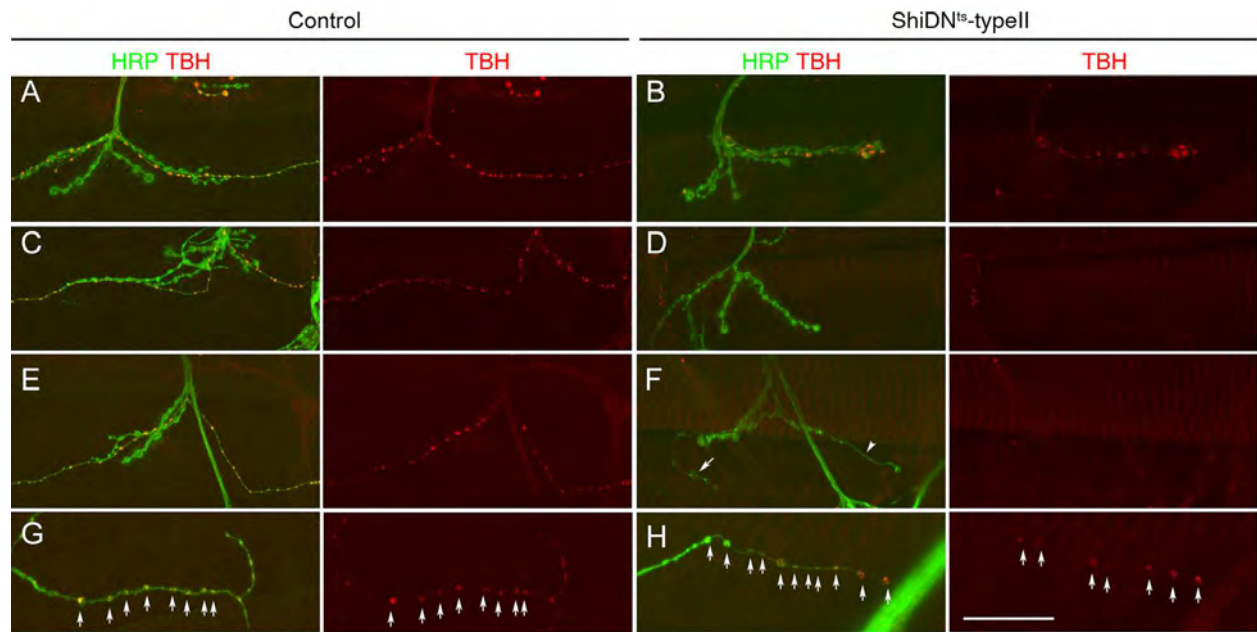 Control ShiDNᵗˢ-typeII
HRP TBH TBH HRP TBH TBH
A B
C D
E F
G H